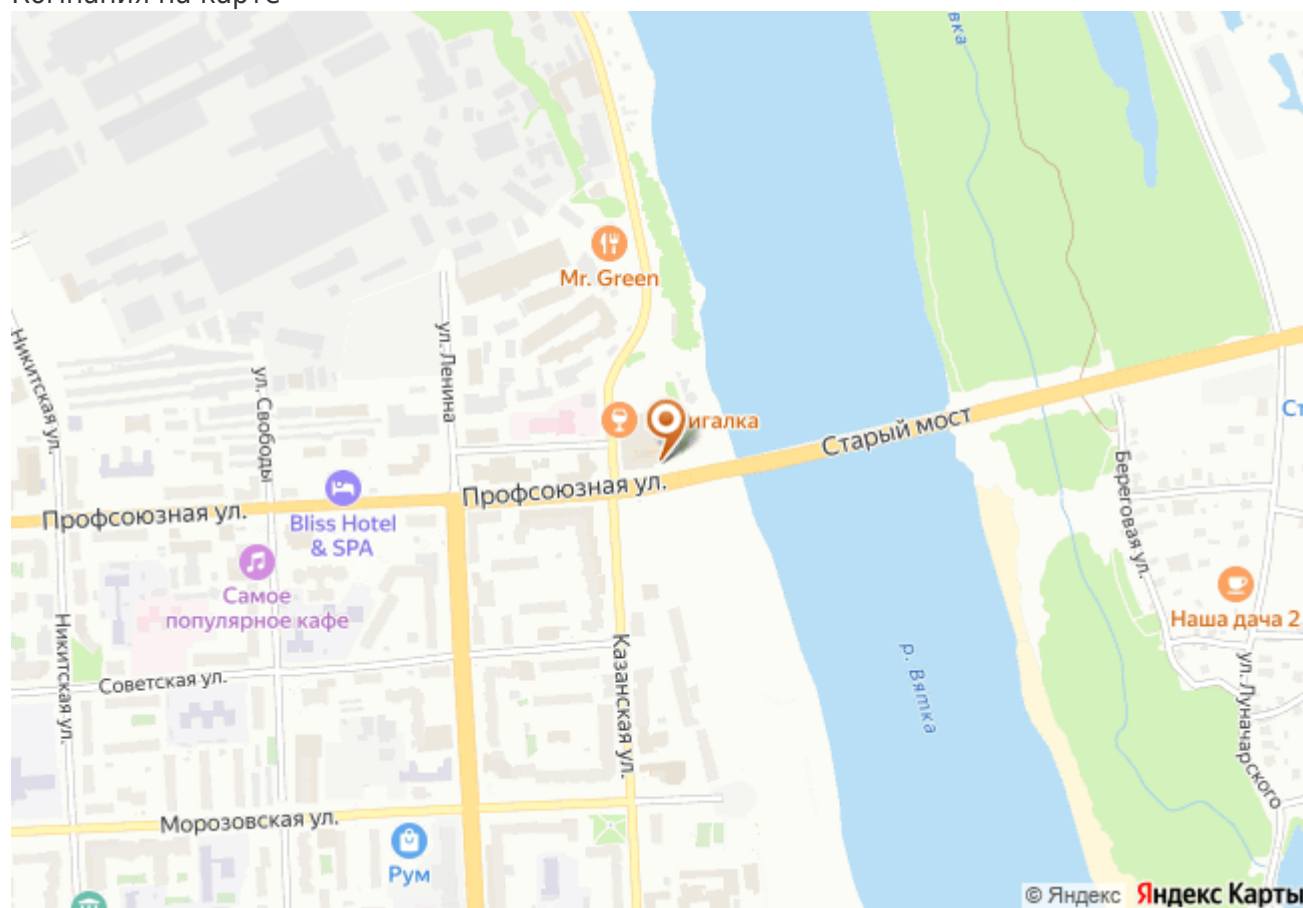 Компания на карте
вка
Mr. Green
Никитская ул.
ул. Свободы
ул. Ленина
игалка
Старый мост
Ст
Профсоюзная ул.
Профсоюзная ул.
Bliss Hotel
& SPA
Береговая ул.
Самое
популярное кафе
Наша дача 2
Никитская ул.
Советская ул.
Казанская ул.
р. Вятка
ул. Луначарского
Морозовская ул.
Рум
© Яндекс Яндекс Карты